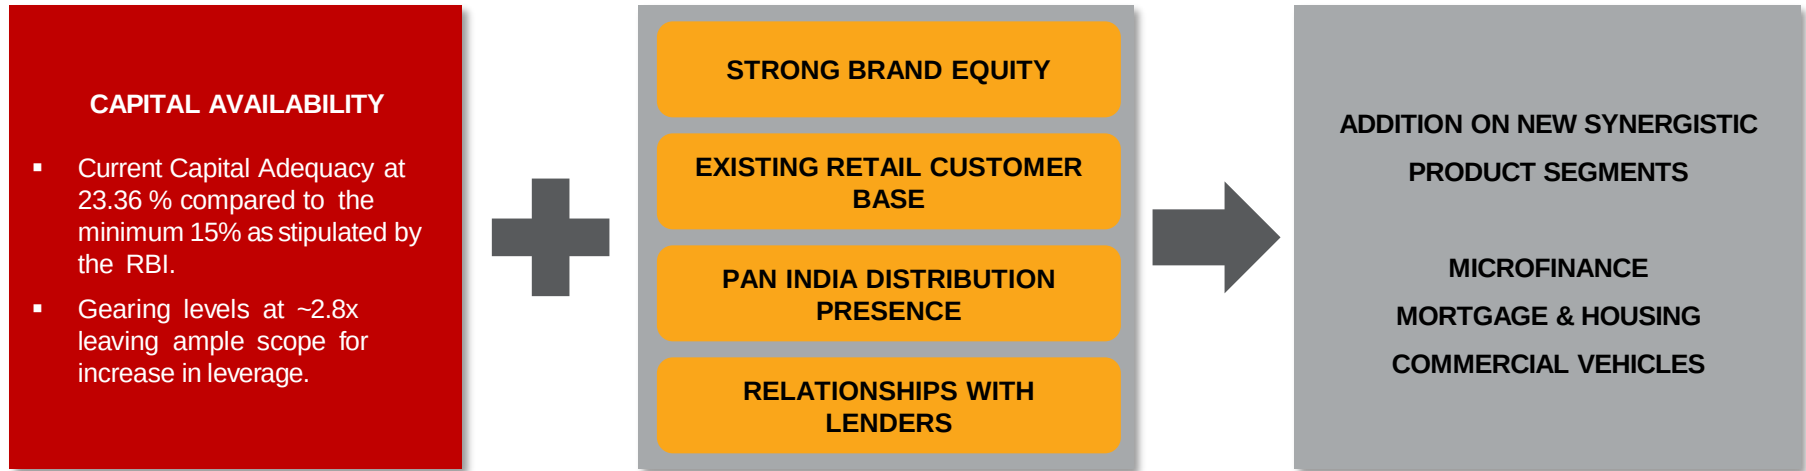 CAPITAL AVAILABILITY
▪ Current Capital Adequacy at
23.36 % compared to the
minimum 15% as stipulated by
the RBI.
▪ Gearing levels at ~2.8x
leaving ample scope for
increase in leverage.
STRONG BRAND EQUITY
EXISTING RETAIL CUSTOMER
BASE
PAN INDIA DISTRIBUTION
PRESENCE
RELATIONSHIPS WITH
LENDERS
ADDITION ON NEW SYNERGISTIC
PRODUCT SEGMENTS
MICROFINANCE
MORTGAGE & HOUSING
COMMERCIAL VEHICLES